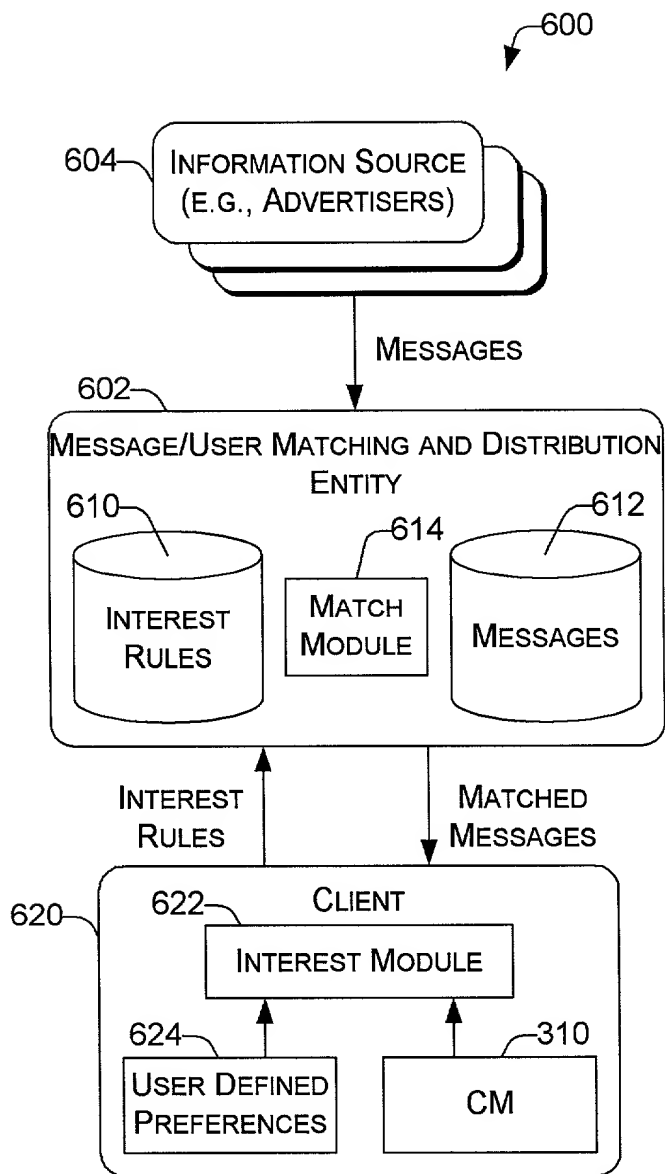 600
604
INFORMATION SOURCE
(E.G., ADVERTISERS)
MESSAGES
602
MESSAGE/USER MATCHING AND DISTRIBUTION
ENTITY
610
614
612
INTEREST
RULES
MATCH
MODULE
MESSAGES
INTEREST
RULES
MATCHED
MESSAGES
620
CLIENT
622
INTEREST MODULE
624
310
USER DEFINED
PREFERENCES
CM